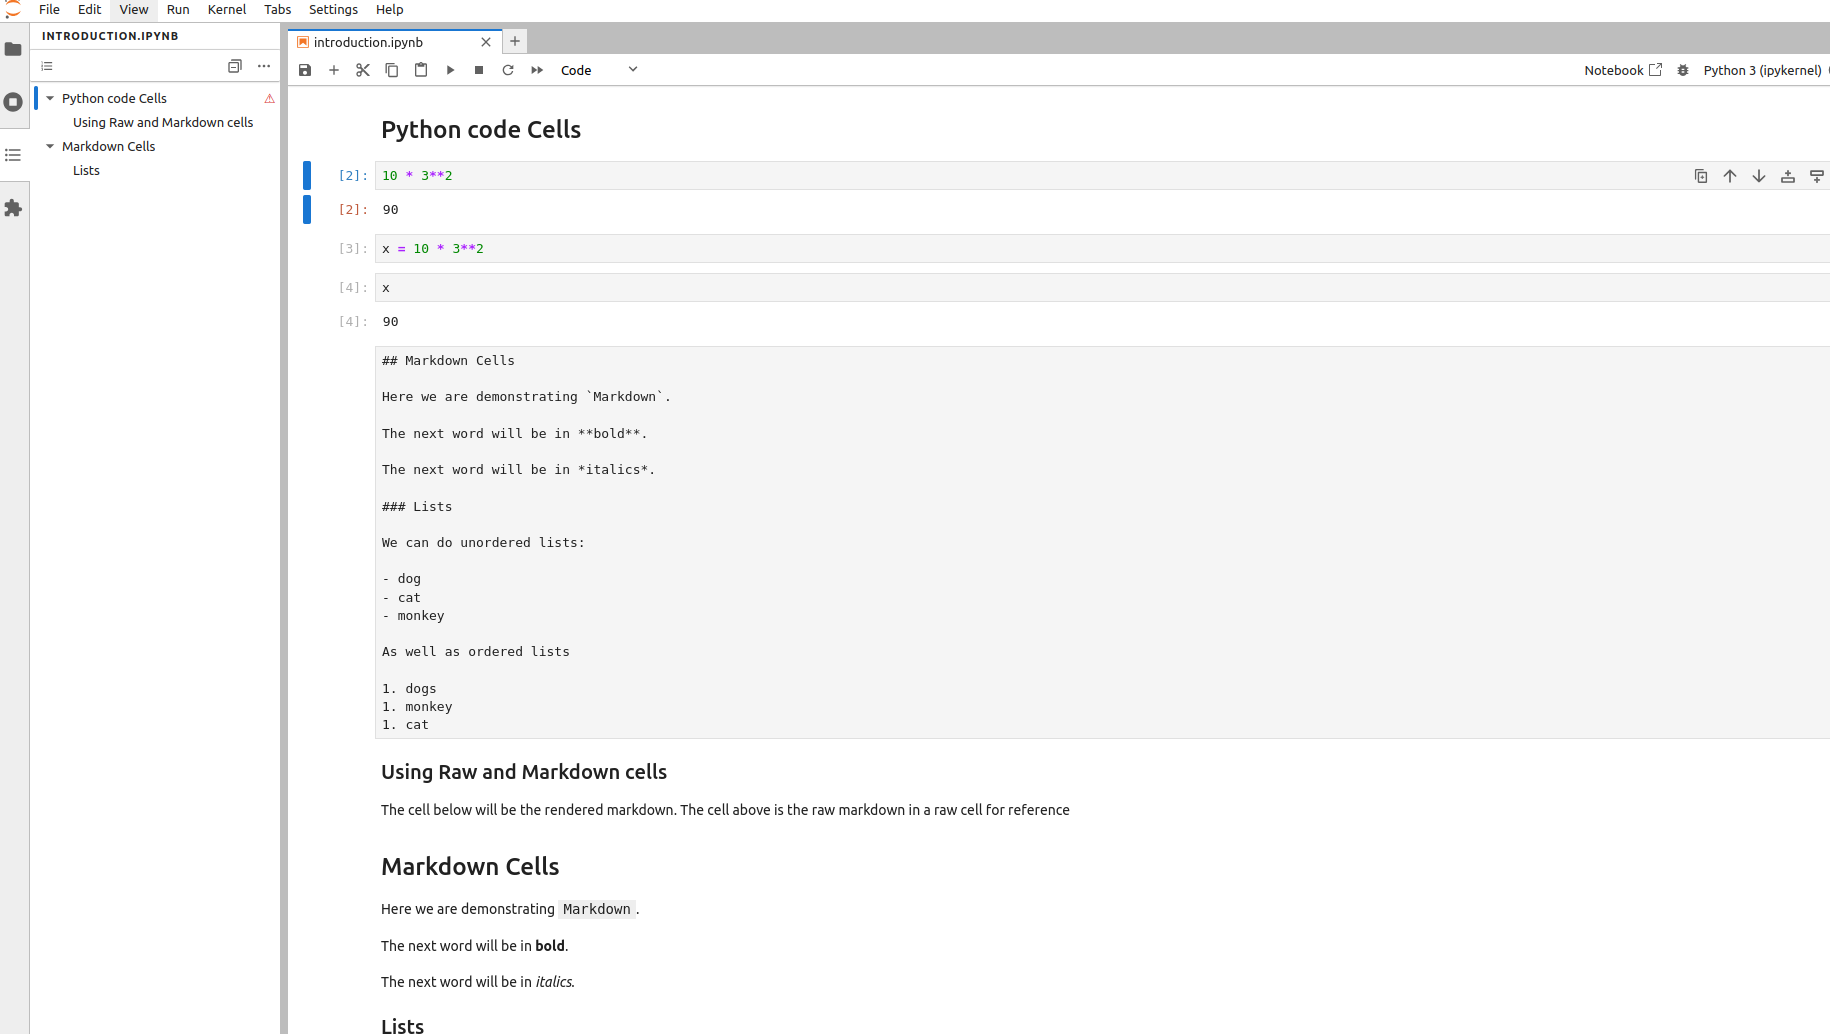 File Edit View Run Kernel Tabs Settings Help
INTRODUCTION.IPYNB
Python code Cells
Using Raw and Markdown cells
Markdown Cells
Lists
introduction.ipynb
Code
Notebook
Python 3 (ipykernel)
Python code Cells
[2]: 10 * 3**2
[2]: 90
[3]: x = 10 * 3**2
[4]: x
[4]: 90
## Markdown Cells
Here we are demonstrating `Markdown`.
The next word will be in **bold**.
The next word will be in *italics*.
### Lists
We can do unordered lists:
- dog
- cat
- monkey
As well as ordered lists
1. dogs
1. monkey
1. cat
Using Raw and Markdown cells
The cell below will be the rendered markdown. The cell above is the raw markdown in a raw cell for reference
Markdown Cells
Here we are demonstrating Markdown.
The next word will be in bold.
The next word will be in italics.
Lists